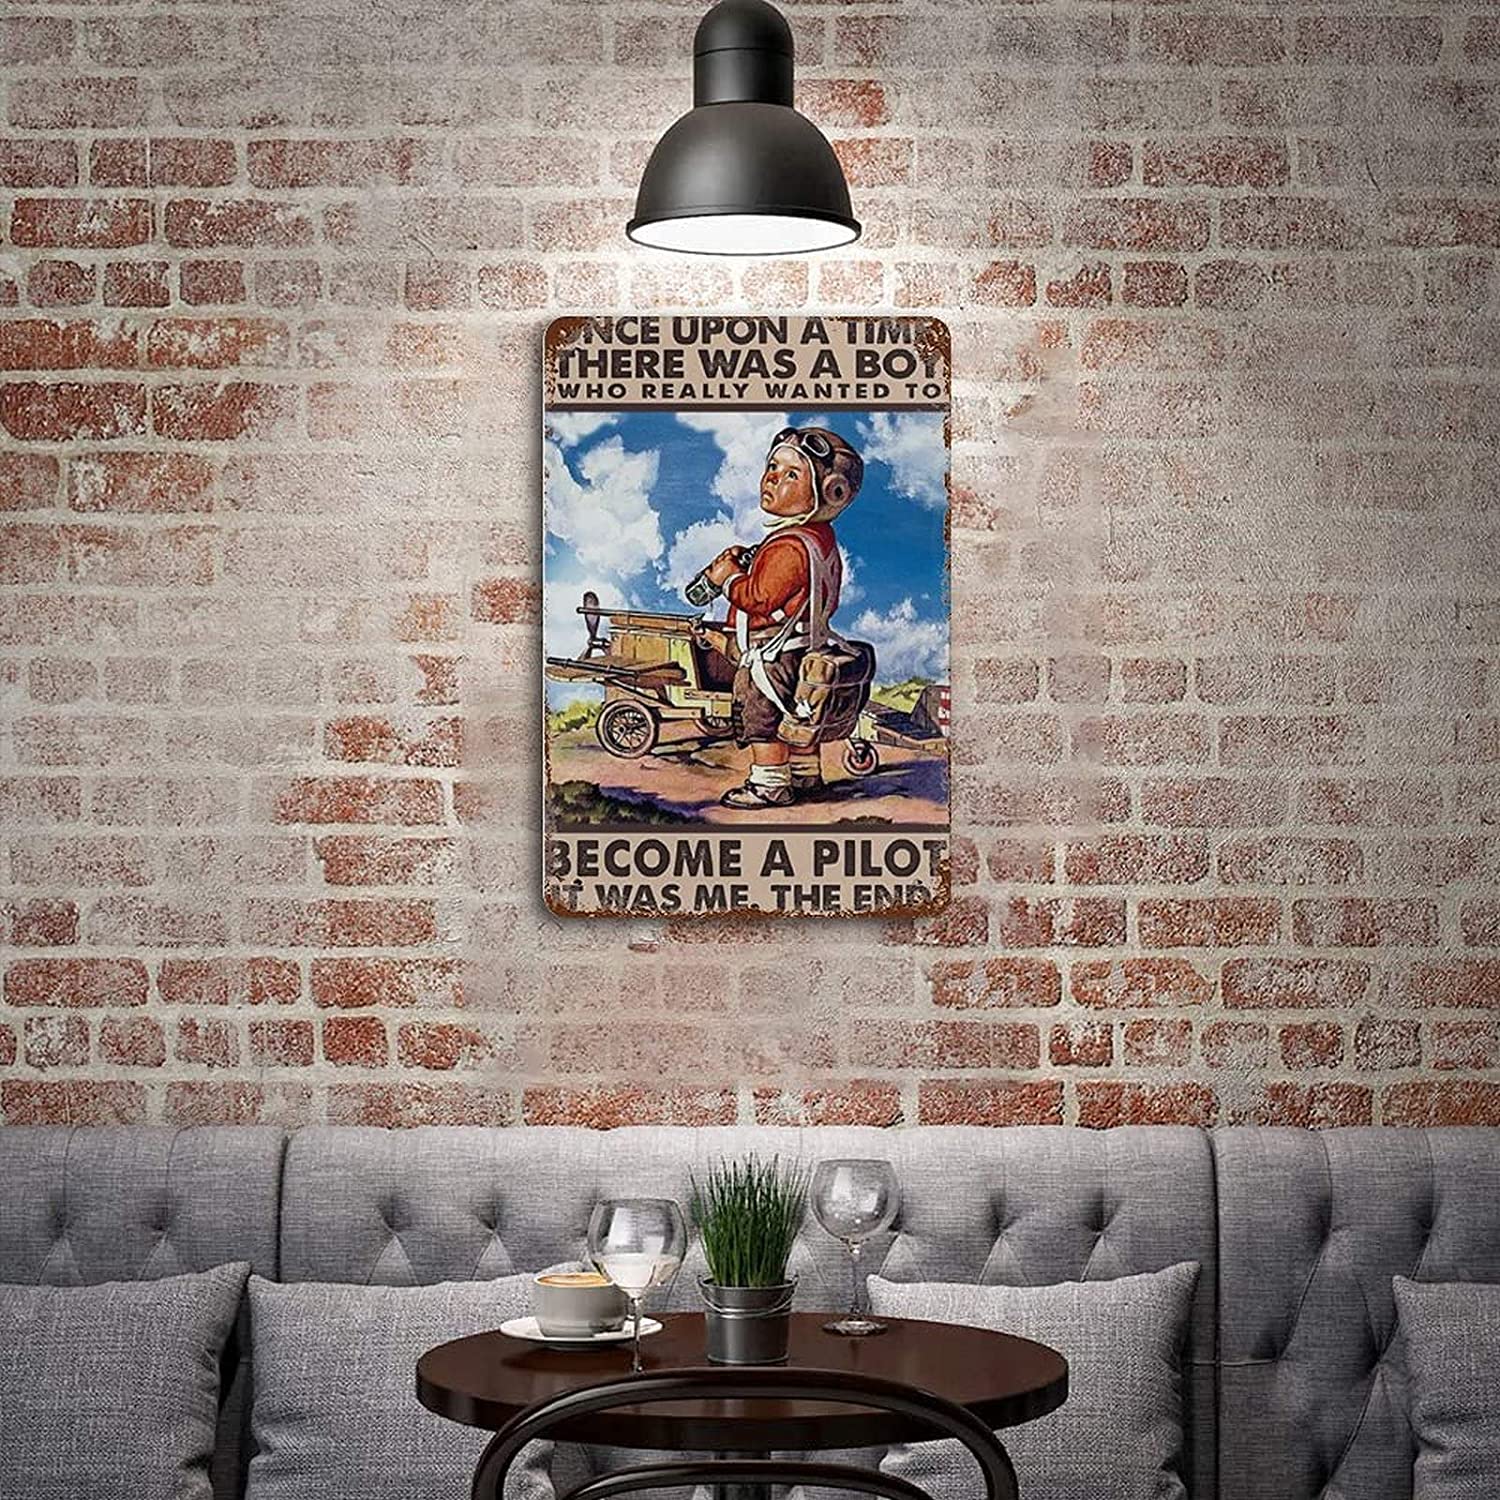 ONCE UPON A TIME
THERE WAS A BOY
WHO REALLY WANTED TO
BECOME A PILOT
IT WAS ME. THE END.